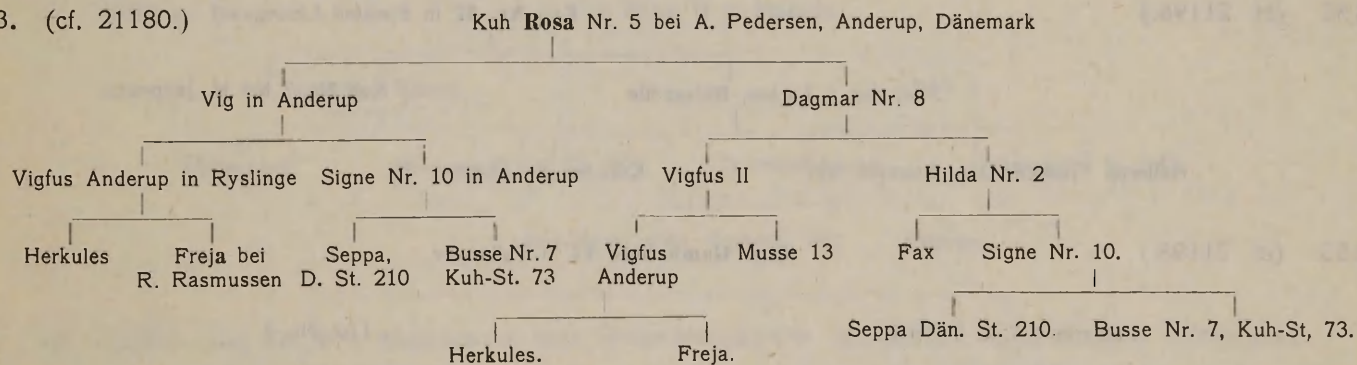 3. (cf. 21180.) Kuh Rosa Nr. 5 bei A. Pedersen, Anderup, Dänemark
Vig in Anderup Dagmar Nr. 8
Vigfus Anderup in Ryslinge Signe Nr. 10 in Anderup Vigfus II Hilda Nr. 2
Herkules Freja bei Seppa, Busse Nr. 7 Vigfus Musse 13 Fax Signe Nr. 10.
R. Rasmussen D. St. 210 Kuh-St. 73 Anderup
Seppa Dän. St. 210. Busse Nr. 7, Kuh-St, 73.
Herkules. Freja.